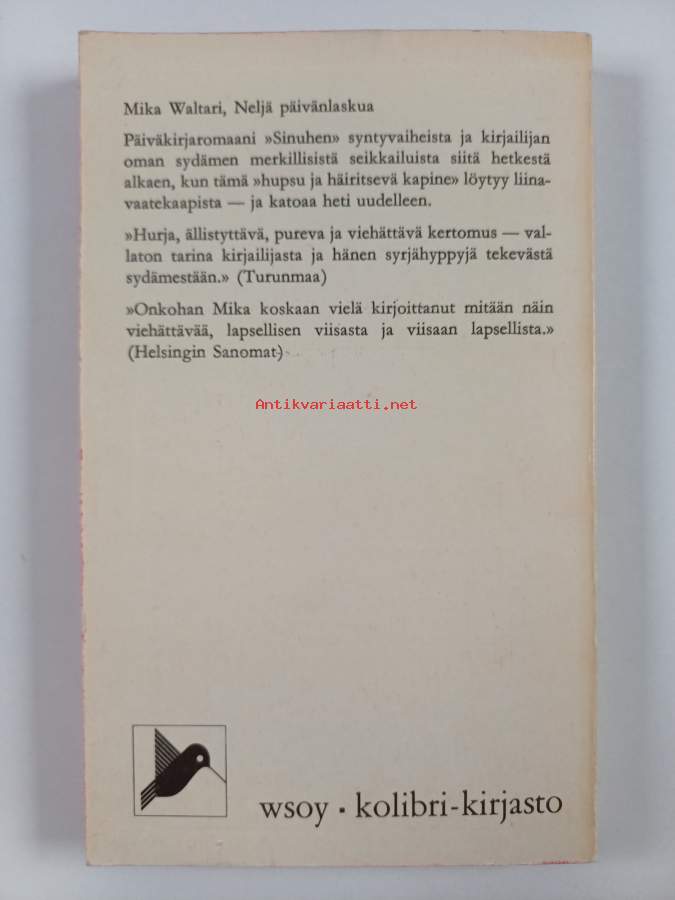 Mika Waltari, Neljä päivänlaskua
Päiväkirjaromaani »Sinuhen» syntyvaiheista ja kirjailijan
oman sydämen merkillisistä seikkailuista siitä hetkestä
alkaen, kun tämä »hupsu ja häiritsevä kapine» löytyy liina-
vaatekaapista — ja katoaa heti uudelleen.
»Hurja, ällistyttävä, pureva ja viehättävä kertomus — val-
laton tarina kirjailijasta ja hänen syrjähyppyjä tekevästä
sydämestään.» (Turunmaa)
»Onkohan Mika koskaan vielä kirjoittanut mitään näin
viehättävää, lapsellisen viisasta ja viisaan lapsellista.»
(Helsingin Sanomat)
Antikvariaatti.net
wsoy • kolibri-kirjasto